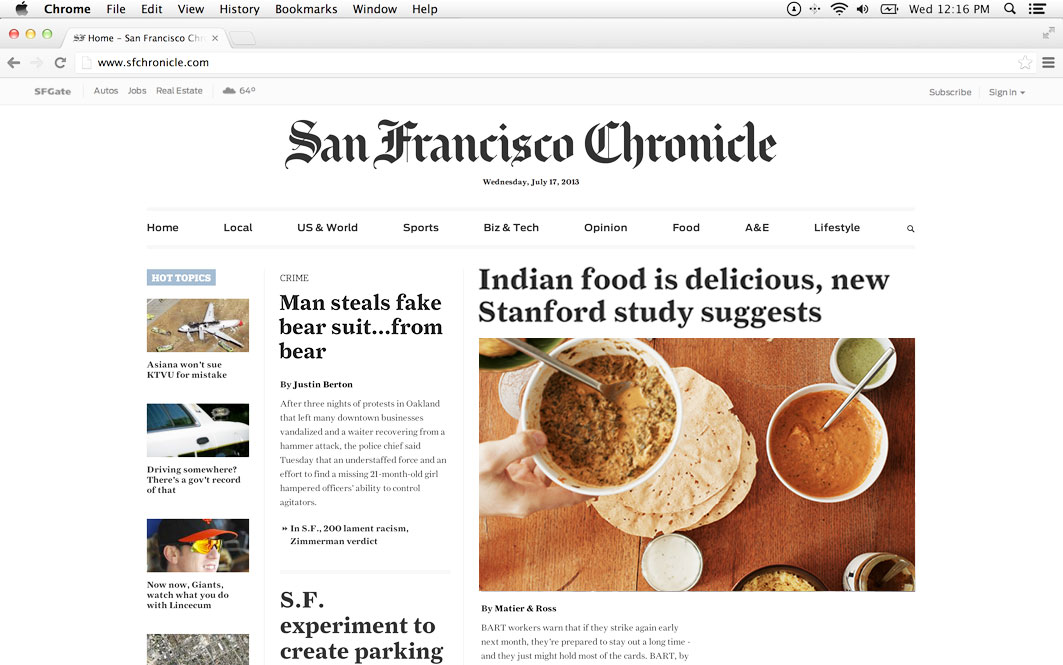 Chrome File Edit View History Bookmarks Window Help Wed 12:16 PM
SF Home – San Francisco Chr
www.sfchronicle.com
SFGate Autos Jobs Real Estate 64º Subscribe Sign In
San Francisco Chronicle
Wednesday, July 17, 2013
Home Local US & World Sports Biz & Tech Opinion Food A&E Lifestyle
HOT TOPICS
Asiana won't sue
KTVU for mistake
Driving somewhere?
There's a gov't record
of that
Now now, Giants,
watch what you do
with Lincecum
CRIME
Man steals fake
bear suit...from
bear
By Justin Berton
After three nights of protests in Oakland
that left many downtown businesses
vandalized and a waiter recovering from a
hammer attack, the police chief said
Tuesday that an understaffed force and an
effort to find a missing 21-month-old girl
hampered officers' ability to control
agitators.
» In S.F., 200 lament racism,
Zimmerman verdict
S.F.
experiment to
create parking
Indian food is delicious, new
Stanford study suggests
By Matier & Ross
BART workers warn that if they strike again early
next month, they're prepared to stay out a long time -
and they just might hold most of the cards. BART, by